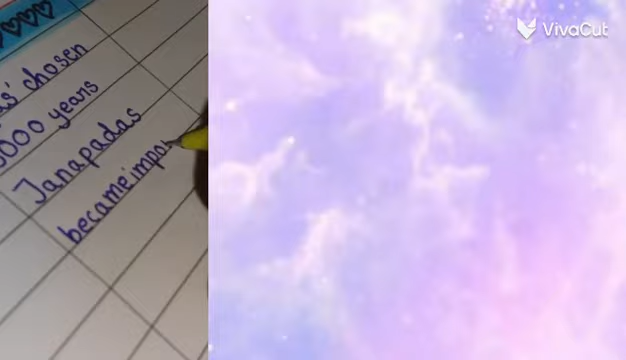 chosen
000 years
Janapadas
became impo
VivaCut